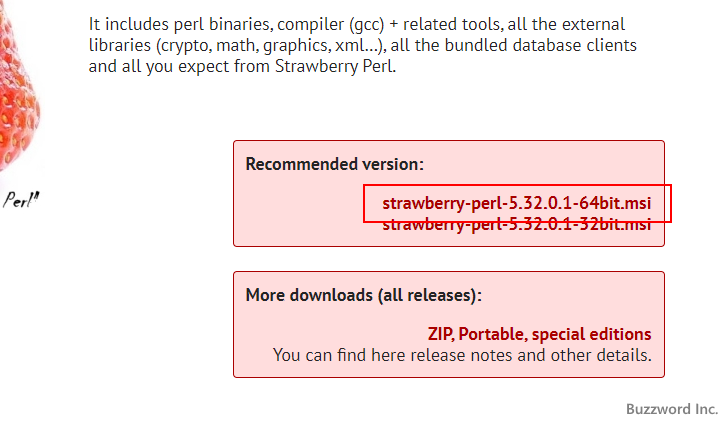 It includes perl binaries, compiler (gcc) + related tools, all the external
libraries (crypto, math, graphics, xml...), all the bundled database clients
and all you expect from Strawberry Perl.
Perl"
Recommended version:
strawberry-perl-5.32.0.1-64bit.msi
strawberry-perl-5.32.0.1-32bit.msi
More downloads (all releases):
ZIP, Portable, special editions
You can find here release notes and other details.
Buzzword Inc.